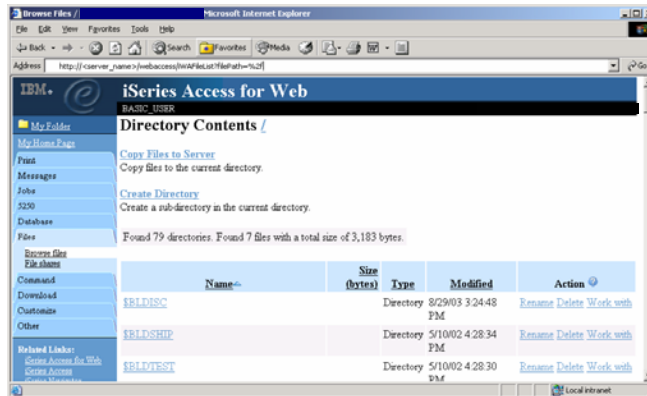 Browse Files / Microsoft Internet Explorer
File Edit View Favorites Tools Help
Back Search Favorites Media
Address http://<server_name>/webaccess/iWAFileList?filePath=%2f Go
IBM. iSeries Access for Web
BASIC_USER
My Folder
My Home Page
Print
Messages
Jobs
5250
Database
Files
Browse files
File shares
Command
Download
Customize
Other
Related Links:
iSeries Access for Web
iSeries Access
iSeries Navigator
Directory Contents /
Copy Files to Server
Copy files to the current directory.
Create Directory
Create a subdirectory in the current directory.
Found 79 directories. Found 7 files with a total size of 3,183 bytes.
Name Size (bytes) Type Modified Action
$BLDISC Directory 8/29/03 3:24:48 PM Rename Delete Work with
$BLDSHIP Directory 5/10/02 4:28:34 PM Rename Delete Work with
$BLDTEST Directory 5/10/02 4:28:30 PM Rename Delete Work with
Local intranet